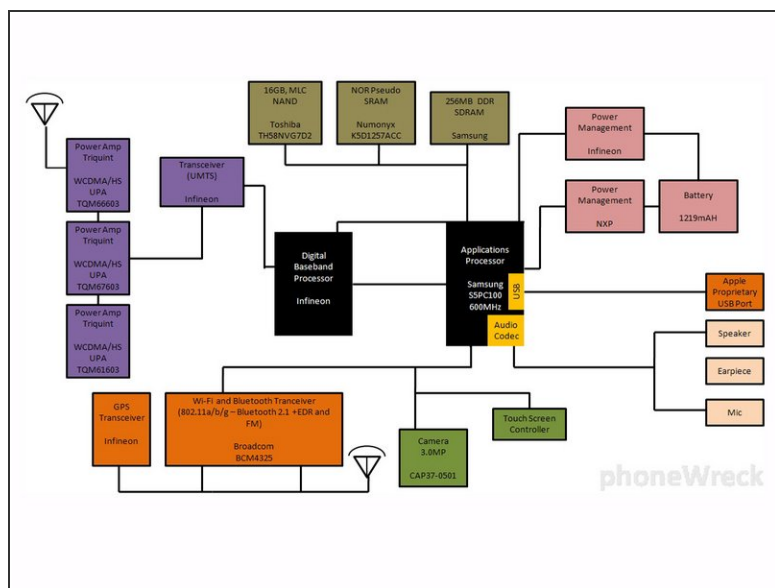 16GB, MLC
NAND
Toshiba
TH58NVG7D2
NOR Pseudo
SRAM
Numonyx
K5D1257ACC
256MB DDR
SDRAM
Samsung
Power
Management
Infineon
Power
Management
NXP
Battery
1219mAH
Power Amp
Triquint
WCDMA/HS
UPA
TQM66603
Power Amp
Triquint
WCDMA/HS
UPA
TQM67603
Power Amp
Triquint
WCDMA/HS
UPA
TQM61603
Transceiver
(UMTS)
Infineon
Digital
Baseband
Processor
Infineon
Applications
Processor
Samsung
S5PC100
600MHz
USB
Audio
Codec
Apple
Proprietary
USB Port
Speaker
Earpiece
Mic
GPS
Transceiver
Infineon
Wi-Fi and Bluetooth Tranceiver
(802.11a/b/g – Bluetooth 2.1 +EDR and
FM)
Broadcom
BCM4325
Camera
3.0MP
CAP37-0501
Touch Screen
Controller
phoneWreck